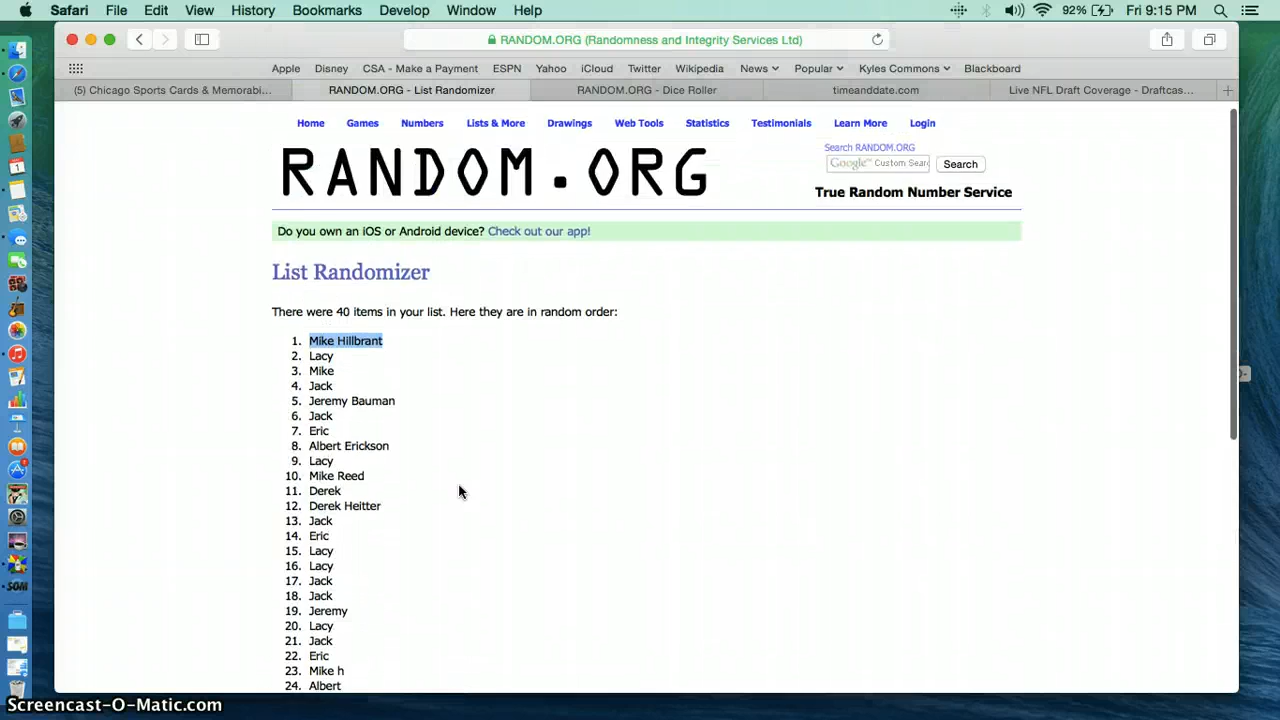 Safari File Edit View History Bookmarks Develop Window Help 92% Fri 9:15 PM
RANDOM.ORG (Randomness and Integrity Services Ltd)
Apple Disney CSA - Make a Payment ESPN Yahoo iCloud Twitter Wikipedia News Popular Kyles Commons Blackboard
(5) Chicago Sports Cards & Memorabi... RANDOM.ORG - List Randomizer RANDOM.ORG - Dice Roller timeanddate.com Live NFL Draft Coverage - Draftcas...
Home Games Numbers Lists & More Drawings Web Tools Statistics Testimonials Learn More Login
Search RANDOM.ORG
Google™ Custom Sear Search
RANDOM.ORG
True Random Number Service
Do you own an iOS or Android device? Check out our app!
List Randomizer
There were 40 items in your list. Here they are in random order:
1. Mike Hillbrant
2. Lacy
3. Mike
4. Jack
5. Jeremy Bauman
6. Jack
7. Eric
8. Albert Erickson
9. Lacy
10. Mike Reed
11. Derek
12. Derek Heitter
13. Jack
14. Eric
15. Lacy
16. Lacy
17. Jack
18. Jack
19. Jeremy
20. Lacy
21. Jack
22. Eric
23. Mike h
24. Albert
SOM
Screencast-O-Matic.com